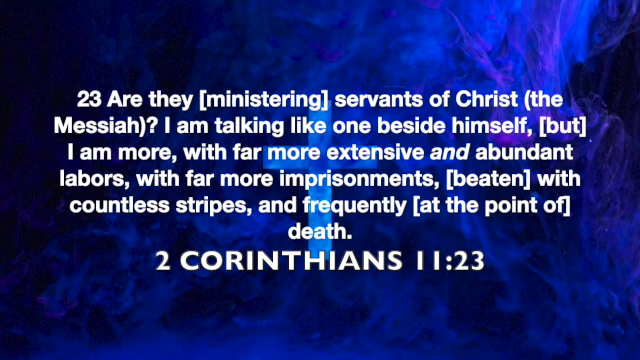 23 Are they [ministering] servants of Christ (the
Messiah)? I am talking like one beside himself, [but]
I am more, with far more extensive and abundant
labors, with far more imprisonments, [beaten] with
countless stripes, and frequently [at the point of]
death.
2 CORINTHIANS 11:23